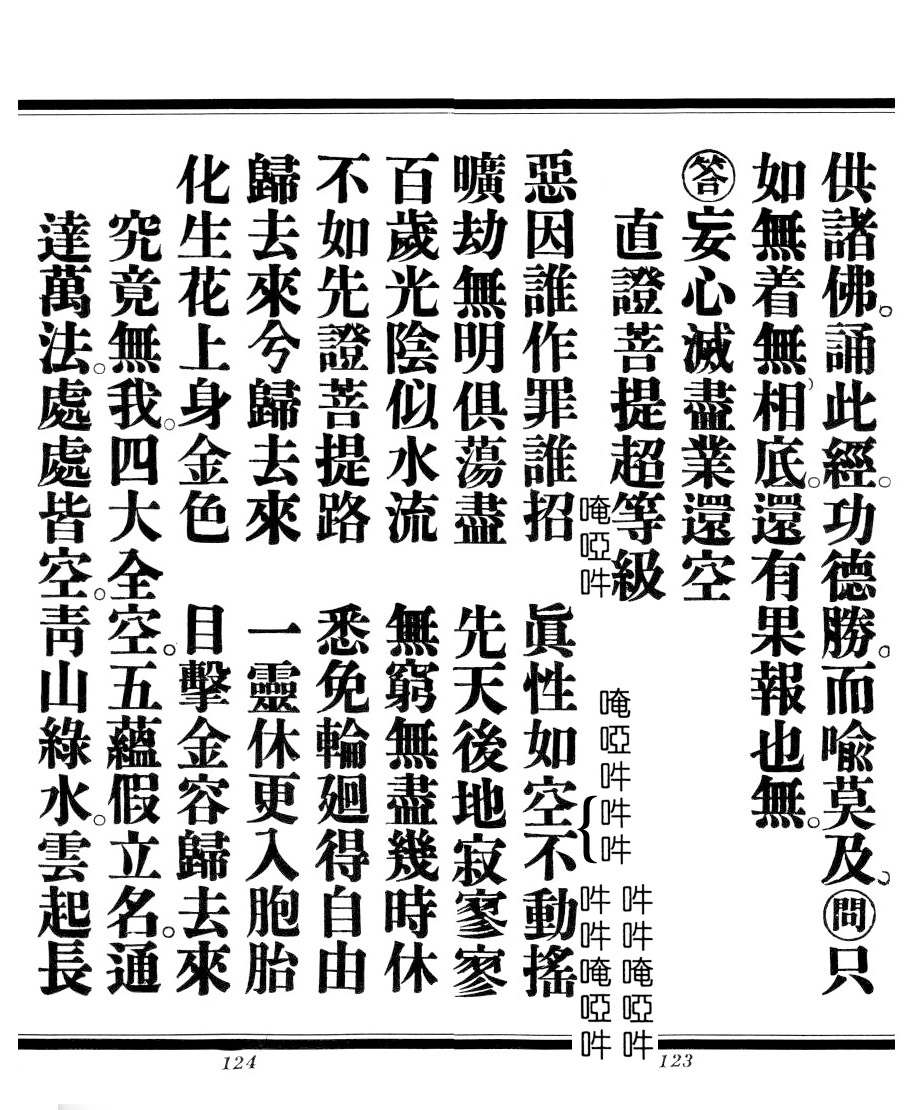 供諸佛。誦此經。功德勝。而喻莫及。問只
如無着無相底。還有果報也無。
答妄心滅盡業還空
直證菩提超等級
唵啞吽
唵啞吽吽吽
吽吽唵啞吽
吽吽唵啞吽
惡因誰作罪誰招 眞性如空不動搖
曠劫無明俱蕩盡 先天後地寂寥寥
百歲光陰似水流 無窮無盡幾時休
不如先證菩提路 悉免輪廻得自由
歸去來兮歸去來 一靈休更入胞胎
化生花上身金色 目擊金容歸去來
究竟無我。四大全空。五蘊假立名。通
達萬法。處處皆空。靑山綠水。雲起長
123
124